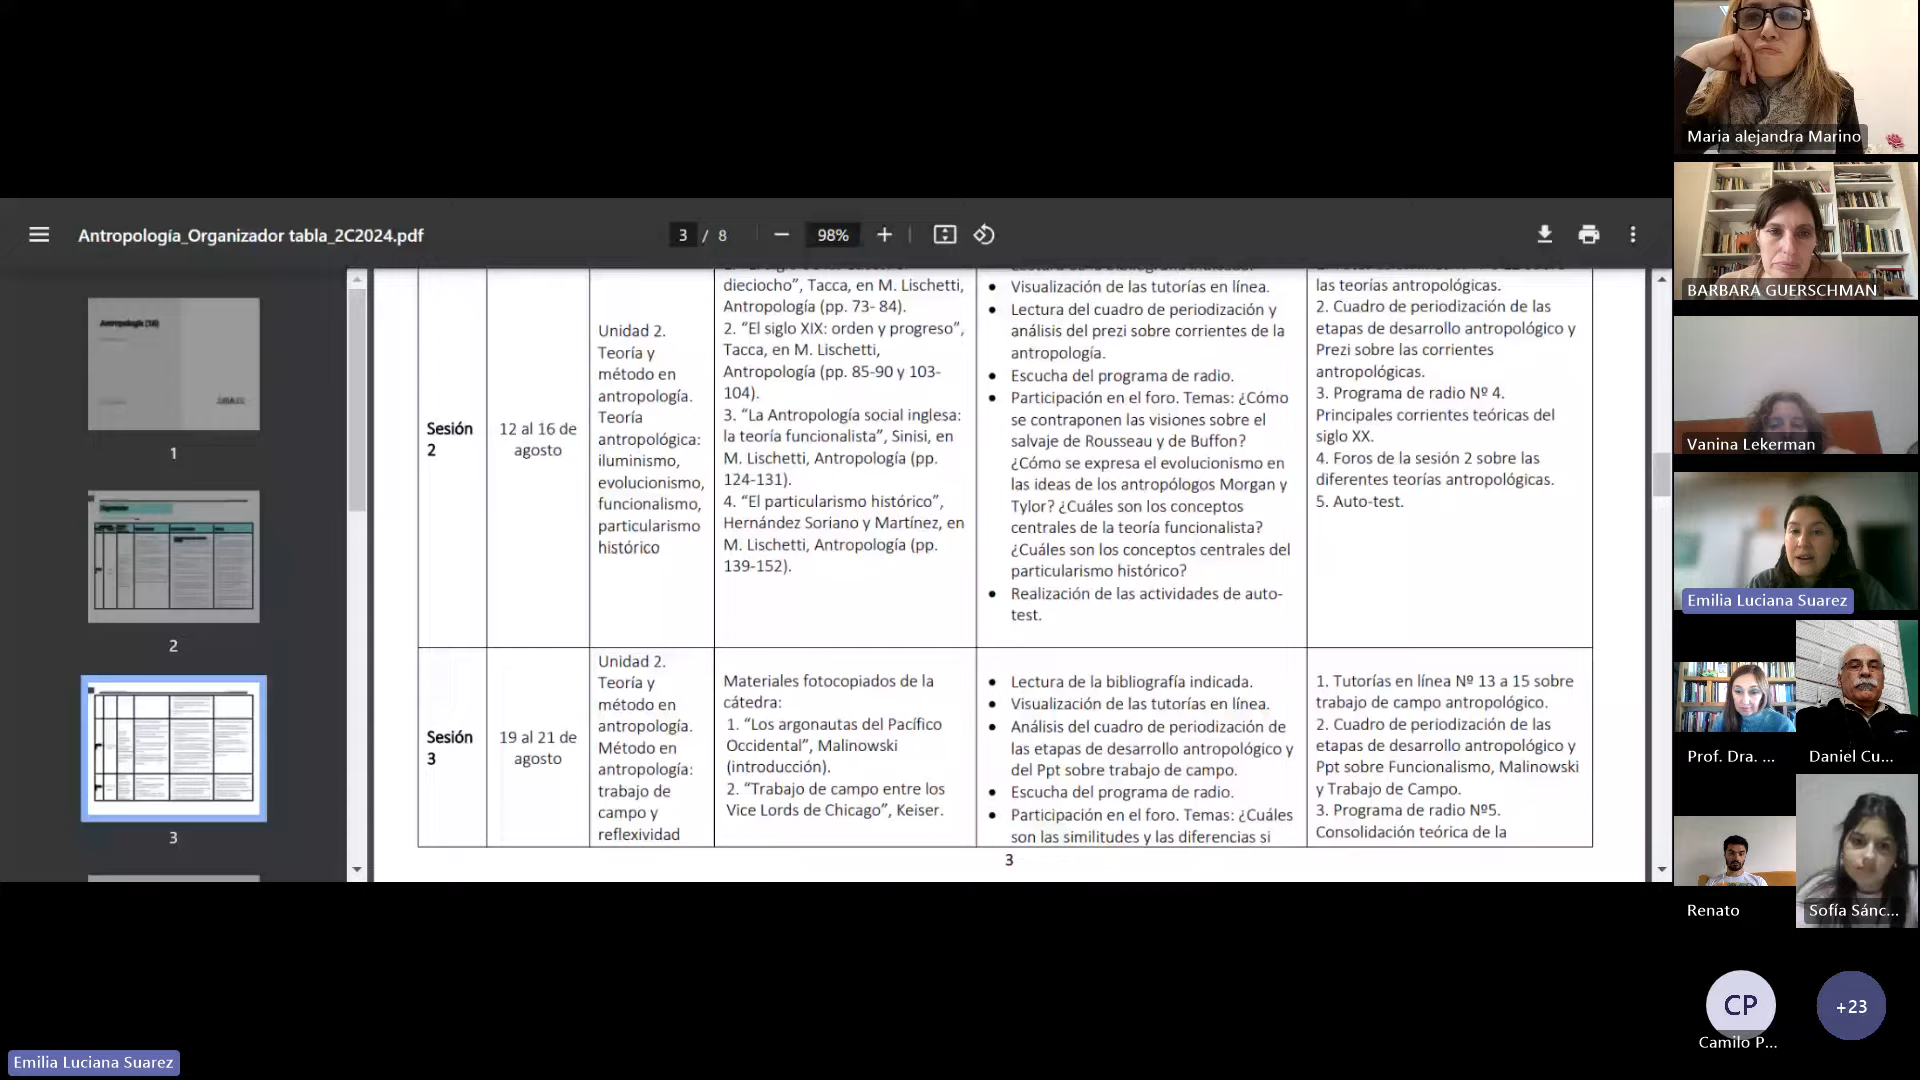 Antropología_Organizador tabla_2C2024.pdf
3 / 8
98%
1
2
3
Sesión
2
12 al 16 de
agosto
Unidad 2.
Teoría y
método en
antropología.
Teoría
antropológica:
iluminismo,
evolucionismo,
funcionalismo,
particularismo
histórico
dieciocho”, Tacca, en M. Lischetti,
Antropología (pp. 73- 84).
2. “El siglo XIX: orden y progreso”,
Tacca, en M. Lischetti,
Antropología (pp. 85-90 y 103-
104).
3. “La Antropología social inglesa:
la teoría funcionalista”, Sinisi, en
M. Lischetti, Antropología (pp.
124-131).
4. “El particularismo histórico”,
Hernández Soriano y Martínez, en
M. Lischetti, Antropología (pp.
139-152).
• Visualización de las tutorías en línea.
• Lectura del cuadro de periodización y
análisis del prezi sobre corrientes de la
antropología.
• Escucha del programa de radio.
• Participación en el foro. Temas: ¿Cómo
se contraponen las visiones sobre el
salvaje de Rousseau y de Buffon?
¿Cómo se expresa el evolucionismo en
las ideas de los antropólogos Morgan y
Tylor? ¿Cuáles son los conceptos
centrales de la teoría funcionalista?
¿Cuáles son los conceptos centrales del
particularismo histórico?
• Realización de las actividades de auto-
test.
las teorías antropológicas.
2. Cuadro de periodización de las
etapas de desarrollo antropológico y
Prezi sobre las corrientes
antropológicas.
3. Programa de radio Nº 4.
Principales corrientes teóricas del
siglo XX.
4. Foros de la sesión 2 sobre las
diferentes teorías antropológicas.
5. Auto-test.
Sesión
3
19 al 21 de
agosto
Unidad 2.
Teoría y
método en
antropología.
Método en
antropología:
trabajo de
campo y
reflexividad
Materiales fotocopiados de la
cátedra:
1. “Los argonautas del Pacífico
Occidental”, Malinowski
(introducción).
2. “Trabajo de campo entre los
Vice Lords de Chicago”, Keiser.
• Lectura de la bibliografía indicada.
• Visualización de las tutorías en línea.
• Análisis del cuadro de periodización de
las etapas de desarrollo antropológico y
del Ppt sobre trabajo de campo.
• Escucha del programa de radio.
• Participación en el foro. Temas: ¿Cuáles
son las similitudes y las diferencias si
1. Tutorías en línea Nº 13 a 15 sobre
trabajo de campo antropológico.
2. Cuadro de periodización de las
etapas de desarrollo antropológico y
Ppt sobre Funcionalismo, Malinowski
y Trabajo de Campo.
3. Programa de radio Nº5.
Consolidación teórica de la
3
Maria alejandra Marino
BARBARA GUERSCHMAN
Vanina Lekerman
Emilia Luciana Suarez
Prof. Dra. ...
Daniel Cu...
Renato
Sofía Sánc...
CP
Camilo P...
+23
Emilia Luciana Suarez